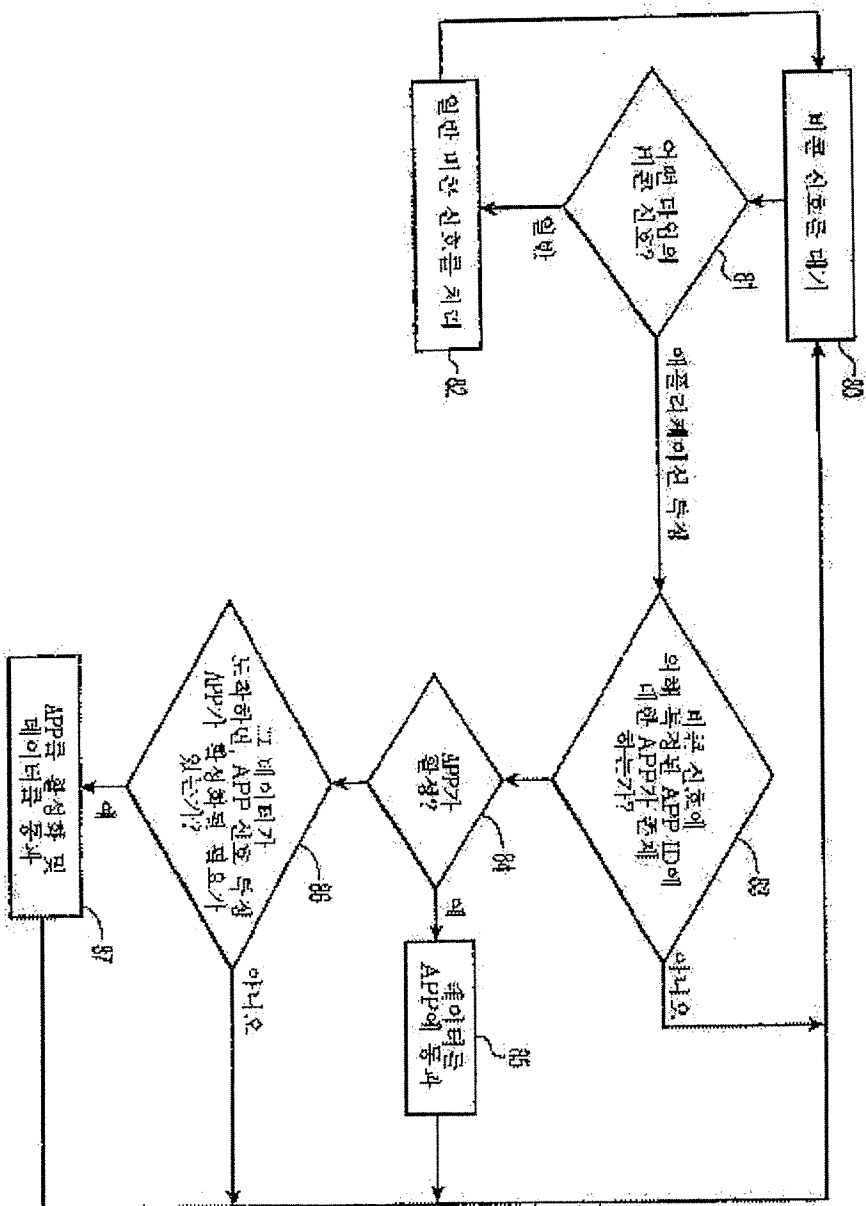 비콘 신호를 대기
80
어떤 타입의
비콘 신호?
81
일반
일반 비콘 신호를 처리
82
애플리케이션 특정
비콘 신호에
의해 특정된 APP ID에
대한 APP가 존재
하는가?
83
아니오
APP가
활성?
84
예
데이터를
APP에 통과
85
그 데이터가
도착하면, APP 신호 특정
APP가 활성화될 필요가
있는가?
86
아니오
예
APP를 활성화 및
데이터를 통과
87